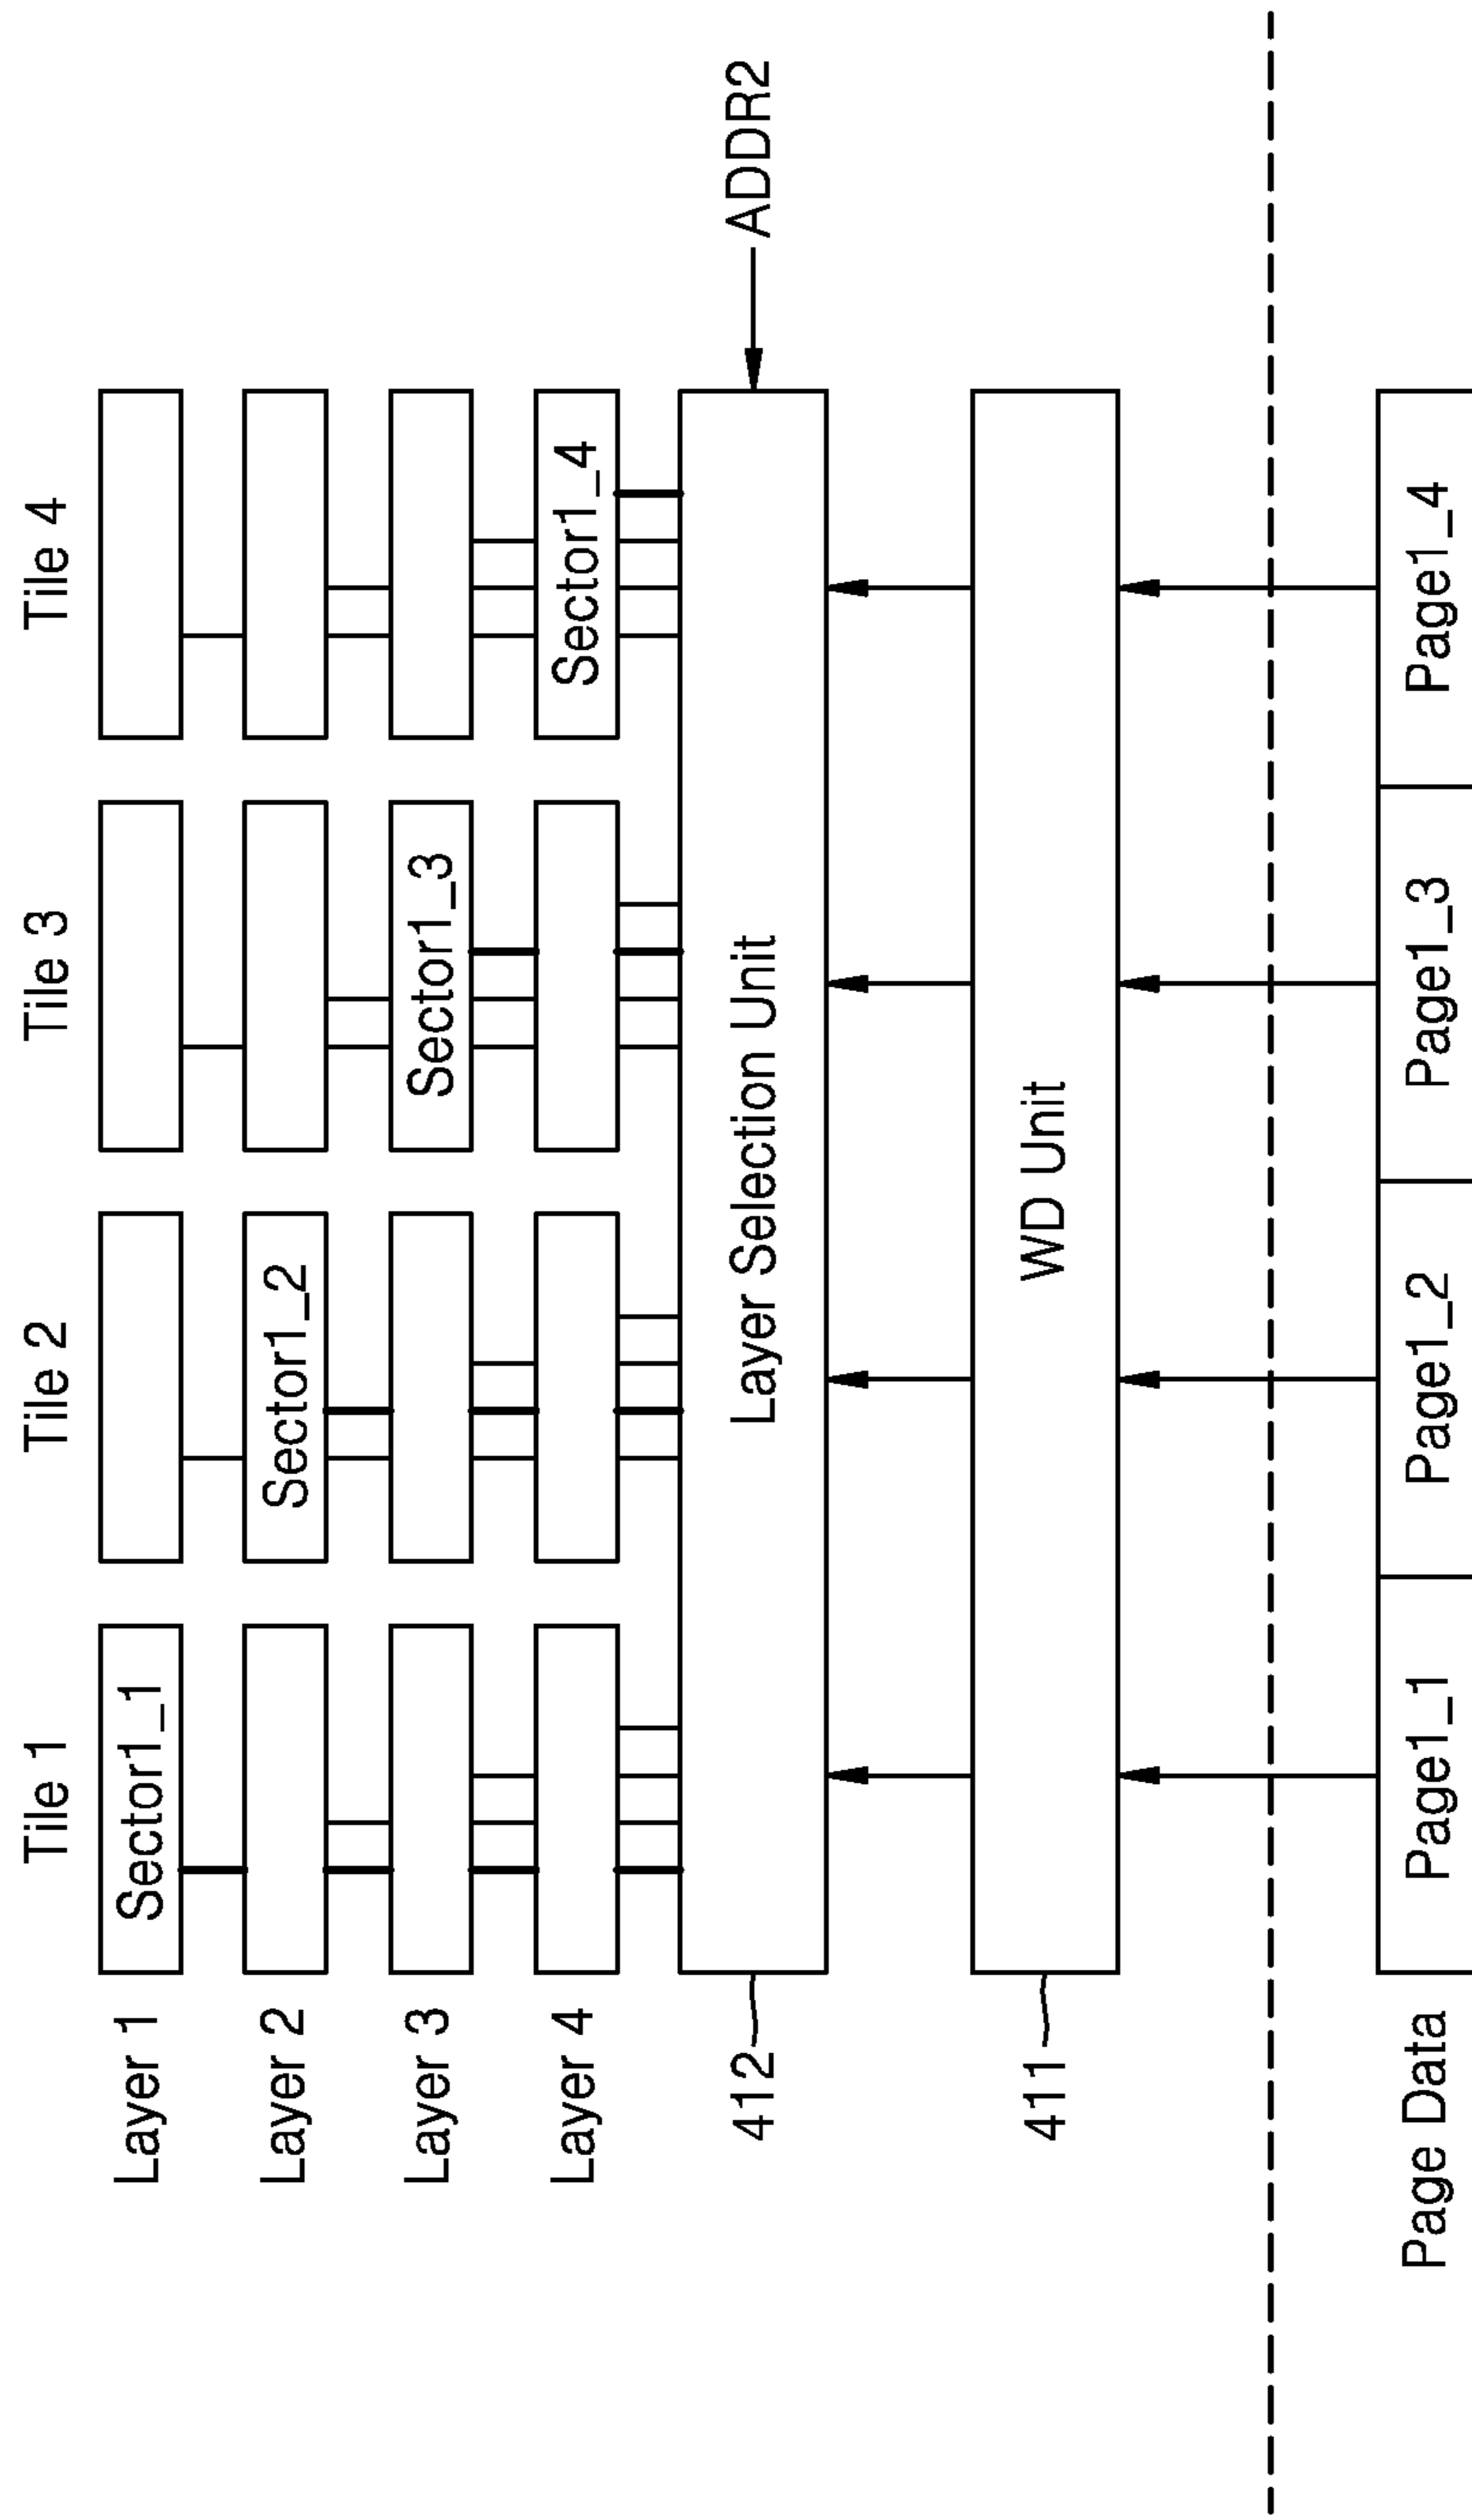 Tile 1
Tile 2
Tile 3
Tile 4
Layer 1
Sector1_1
Layer 2
Sector1_2
Layer 3
Sector1_3
Layer 4
Sector1_4
412
Layer Selection Unit
ADDR2
411
WD Unit
Page Data
Page1_1
Page1_2
Page1_3
Page1_4